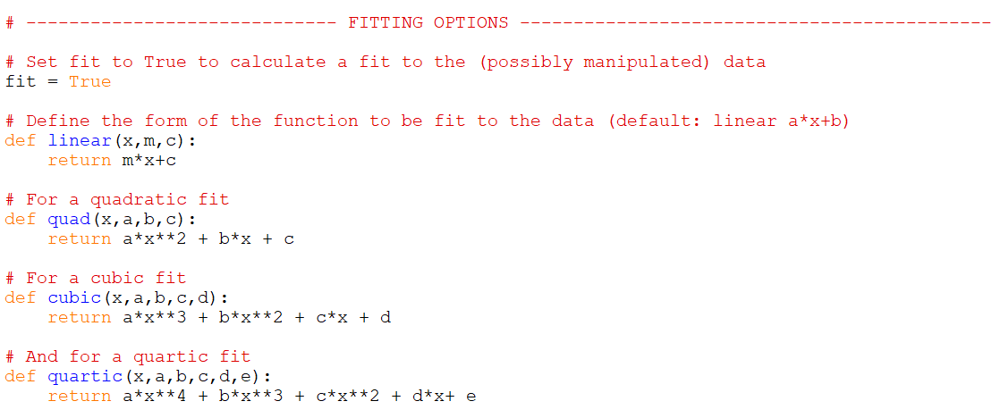 # ----------------------------- FITTING OPTIONS --------------------------------------------
# Set fit to True to calculate a fit to the (possibly manipulated) data
fit = True
# Define the form of the function to be fit to the data (default: linear a*x+b)
def linear(x,m,c):
    return m*x+c
# For a quadratic fit
def quad(x,a,b,c):
    return a*x**2 + b*x + c
# For a cubic fit
def cubic(x,a,b,c,d):
    return a*x**3 + b*x**2 + c*x + d
# And for a quartic fit
def quartic(x,a,b,c,d,e):
    return a*x**4 + b*x**3 + c*x**2 + d*x+ e